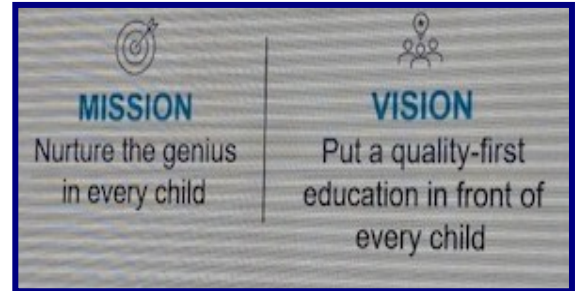 MISSION
Nurture the genius
in every child
VISION
Put a quality-first
education in front of
every child